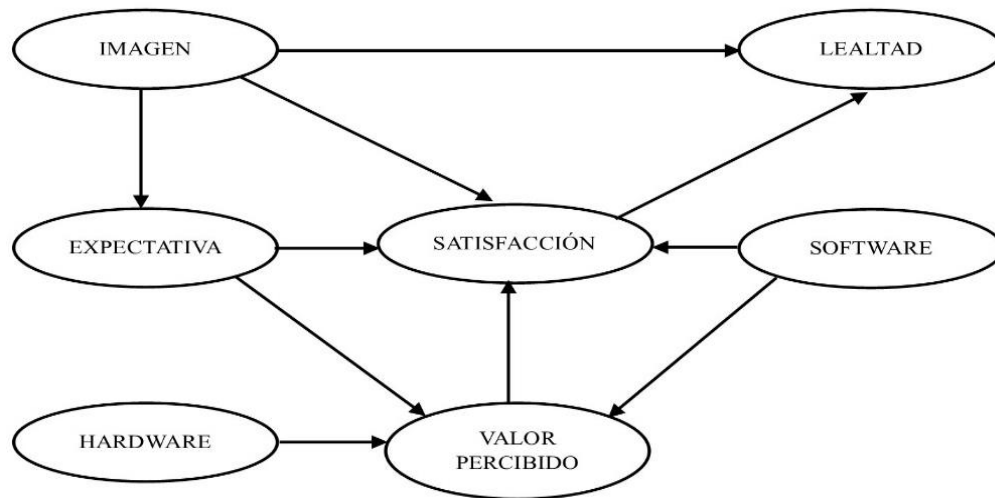 IMAGEN
LEALTAD
EXPECTATIVA
SATISFACCIÓN
SOFTWARE
HARDWARE
VALOR
PERCIBIDO